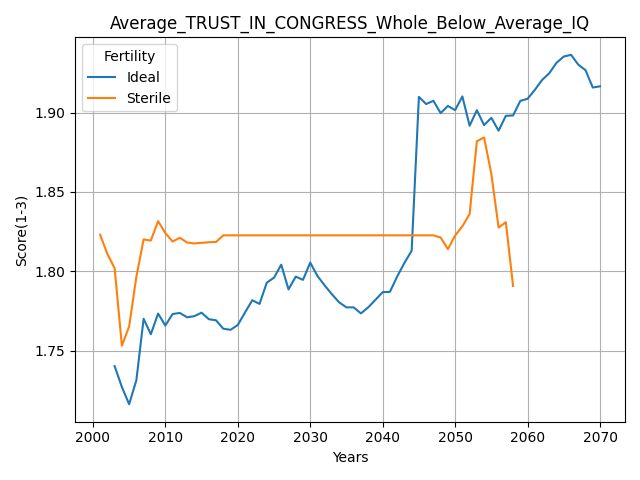 Average_TRUST_IN_CONGRESS_Whole_Below_Average_IQ
Fertility
Ideal
Sterile
1.90
1.85
1.80
1.75
Score(1-3)
2000 2010 2020 2030 2040 2050 2060 2070
Years